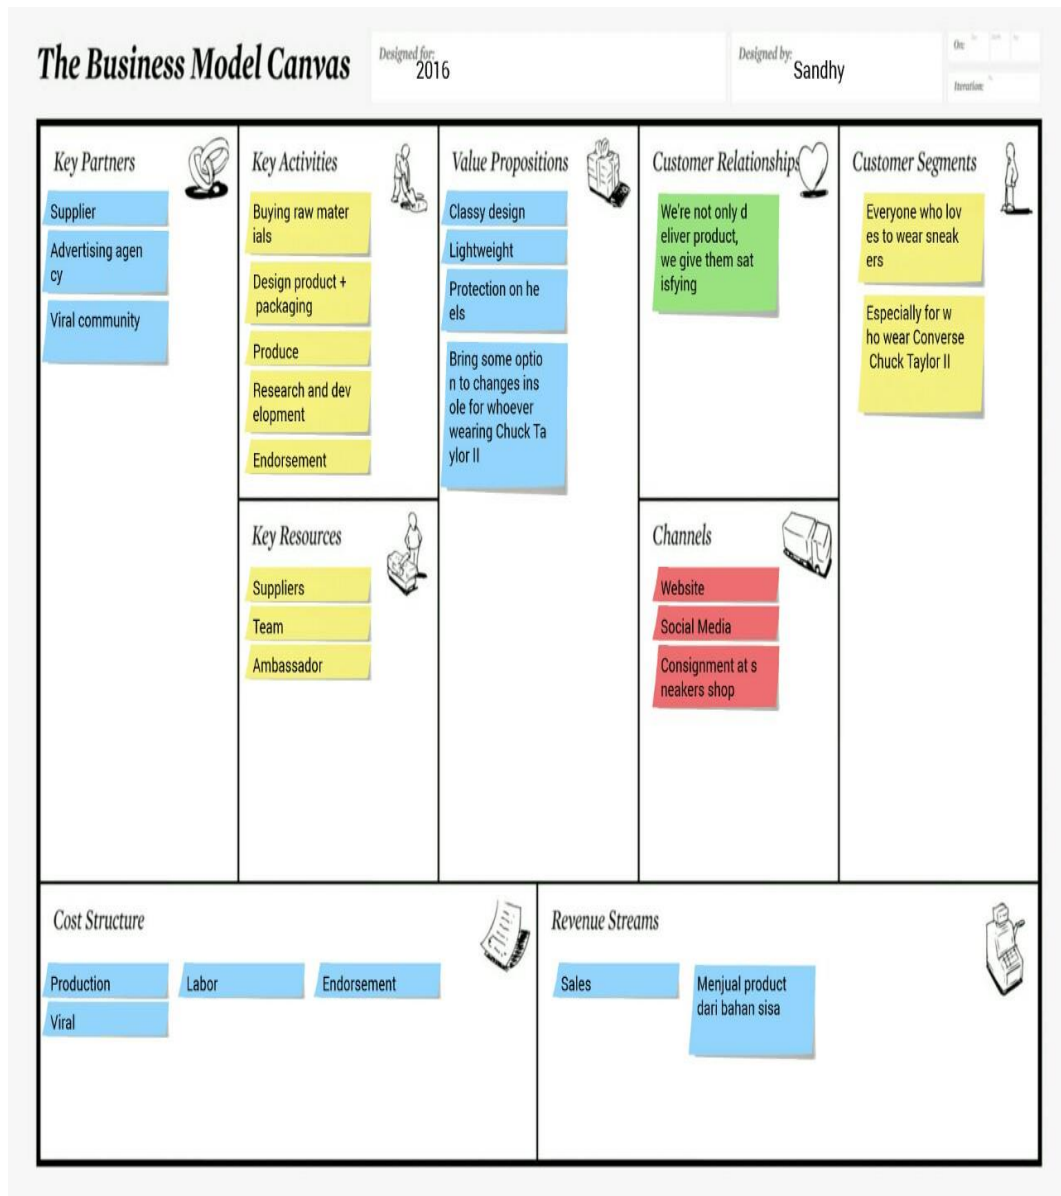 The Business Model Canvas
Designed for:
2016
Designed by:
Sandhy
On:
Iteration:
Key Partners
Supplier
Advertising agen
cy
Viral community
Key Activities
Buying raw mater
ials
Design product +
packaging
Produce
Research and dev
elopment
Endorsement
Key Resources
Suppliers
Team
Ambassador
Value Propositions
Classy design
Lightweight
Protection on he
els
Bring some optio
n to changes ins
ole for whoever
wearing Chuck Ta
ylor II
Customer Relationships
We're not only d
eliver product,
we give them sat
isfying
Channels
Website
Social Media
Consignment at s
neakers shop
Customer Segments
Everyone who lov
es to wear sneak
ers
Especially for w
ho wear Converse
Chuck Taylor II
Cost Structure
Production
Labor
Endorsement
Viral
Revenue Streams
Sales
Menjual product
dari bahan sisa